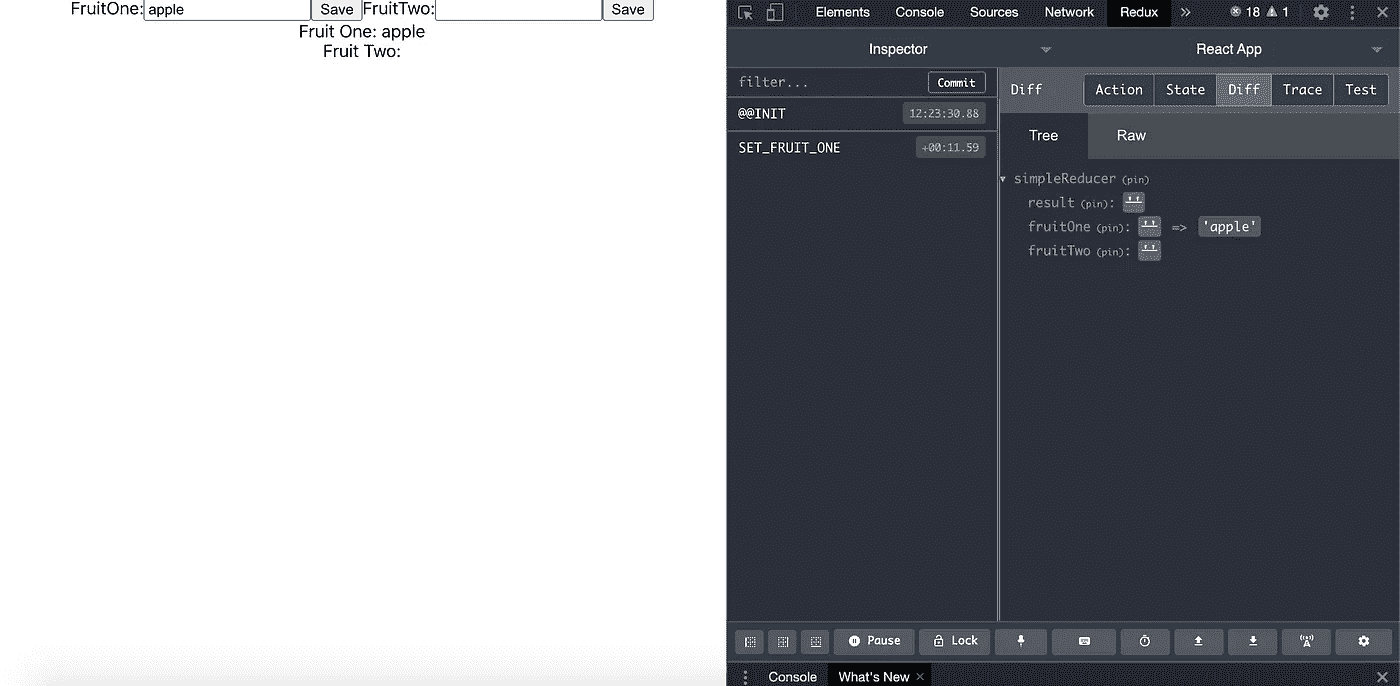 FruitOne: apple Save FruitTwo: Save
Fruit One: apple
Fruit Two:
Elements Console Sources Network Redux » 18 1
Inspector React App
filter... Commit
@@INIT 12:23:30.88
SET_FRUIT_ONE +00:11.59
Diff Action State Diff Trace Test
Tree Raw
simpleReducer (pin)
result (pin): ''
fruitOne (pin): '' => 'apple'
fruitTwo (pin): ''
Pause Lock
Console What's New ×